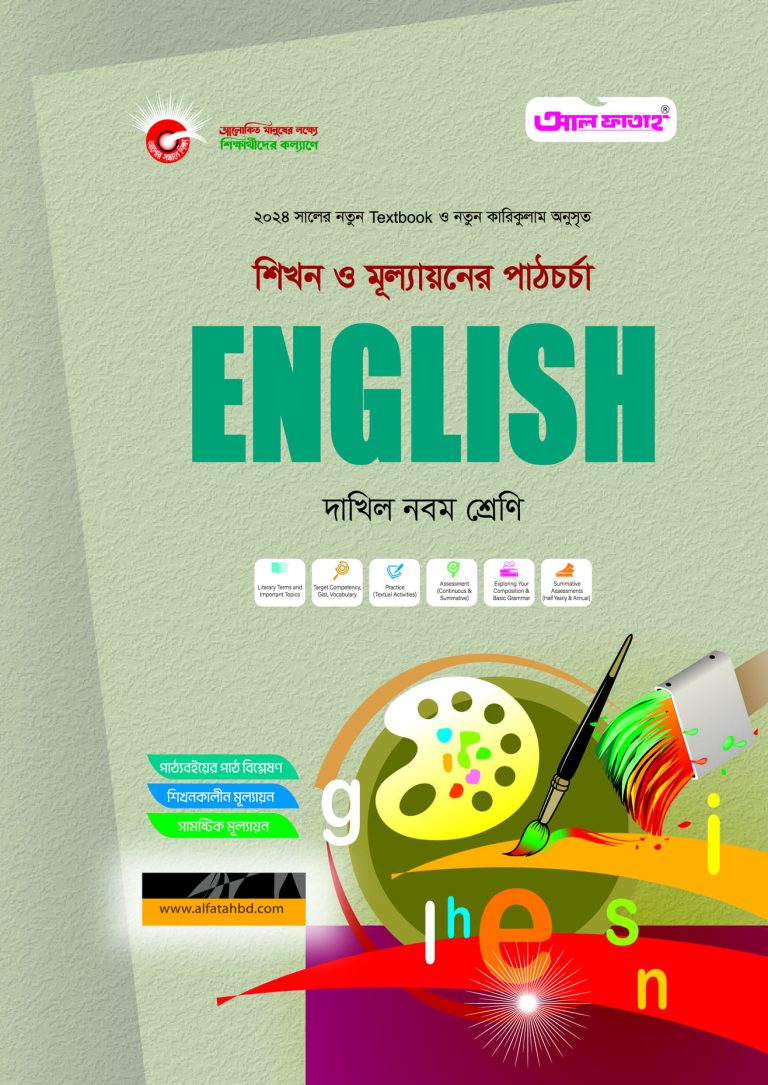 আলোর সন্ধানে শিক্ষা
আলোকিত মানুষের লক্ষ্যে
শিক্ষার্থীদের কল্যাণে
আল ফাতাহ®
২০২৪ সালের নতুন Textbook ও নতুন কারিকুলাম অনুসৃত
শিখন ও মূল্যায়নের পাঠচর্চা
ENGLISH
দাখিল নবম শ্রেণি
Literary Terms and
Important Topics
Target Competency,
Gist, Vocabulary
Practice
(Textual Activities)
Assessment
(Continuous &
Summative)
Exploring Your
Composition &
Basic Grammar
Summative
Assessments
(Half Yearly & Annual)
পাঠ্যবইয়ের পাঠ বিশ্লেষণ
শিখনকালীন মূল্যায়ন
সামষ্টিক মূল্যায়ন
www.alfatahbd.com
g
i
l
h
e
s
n